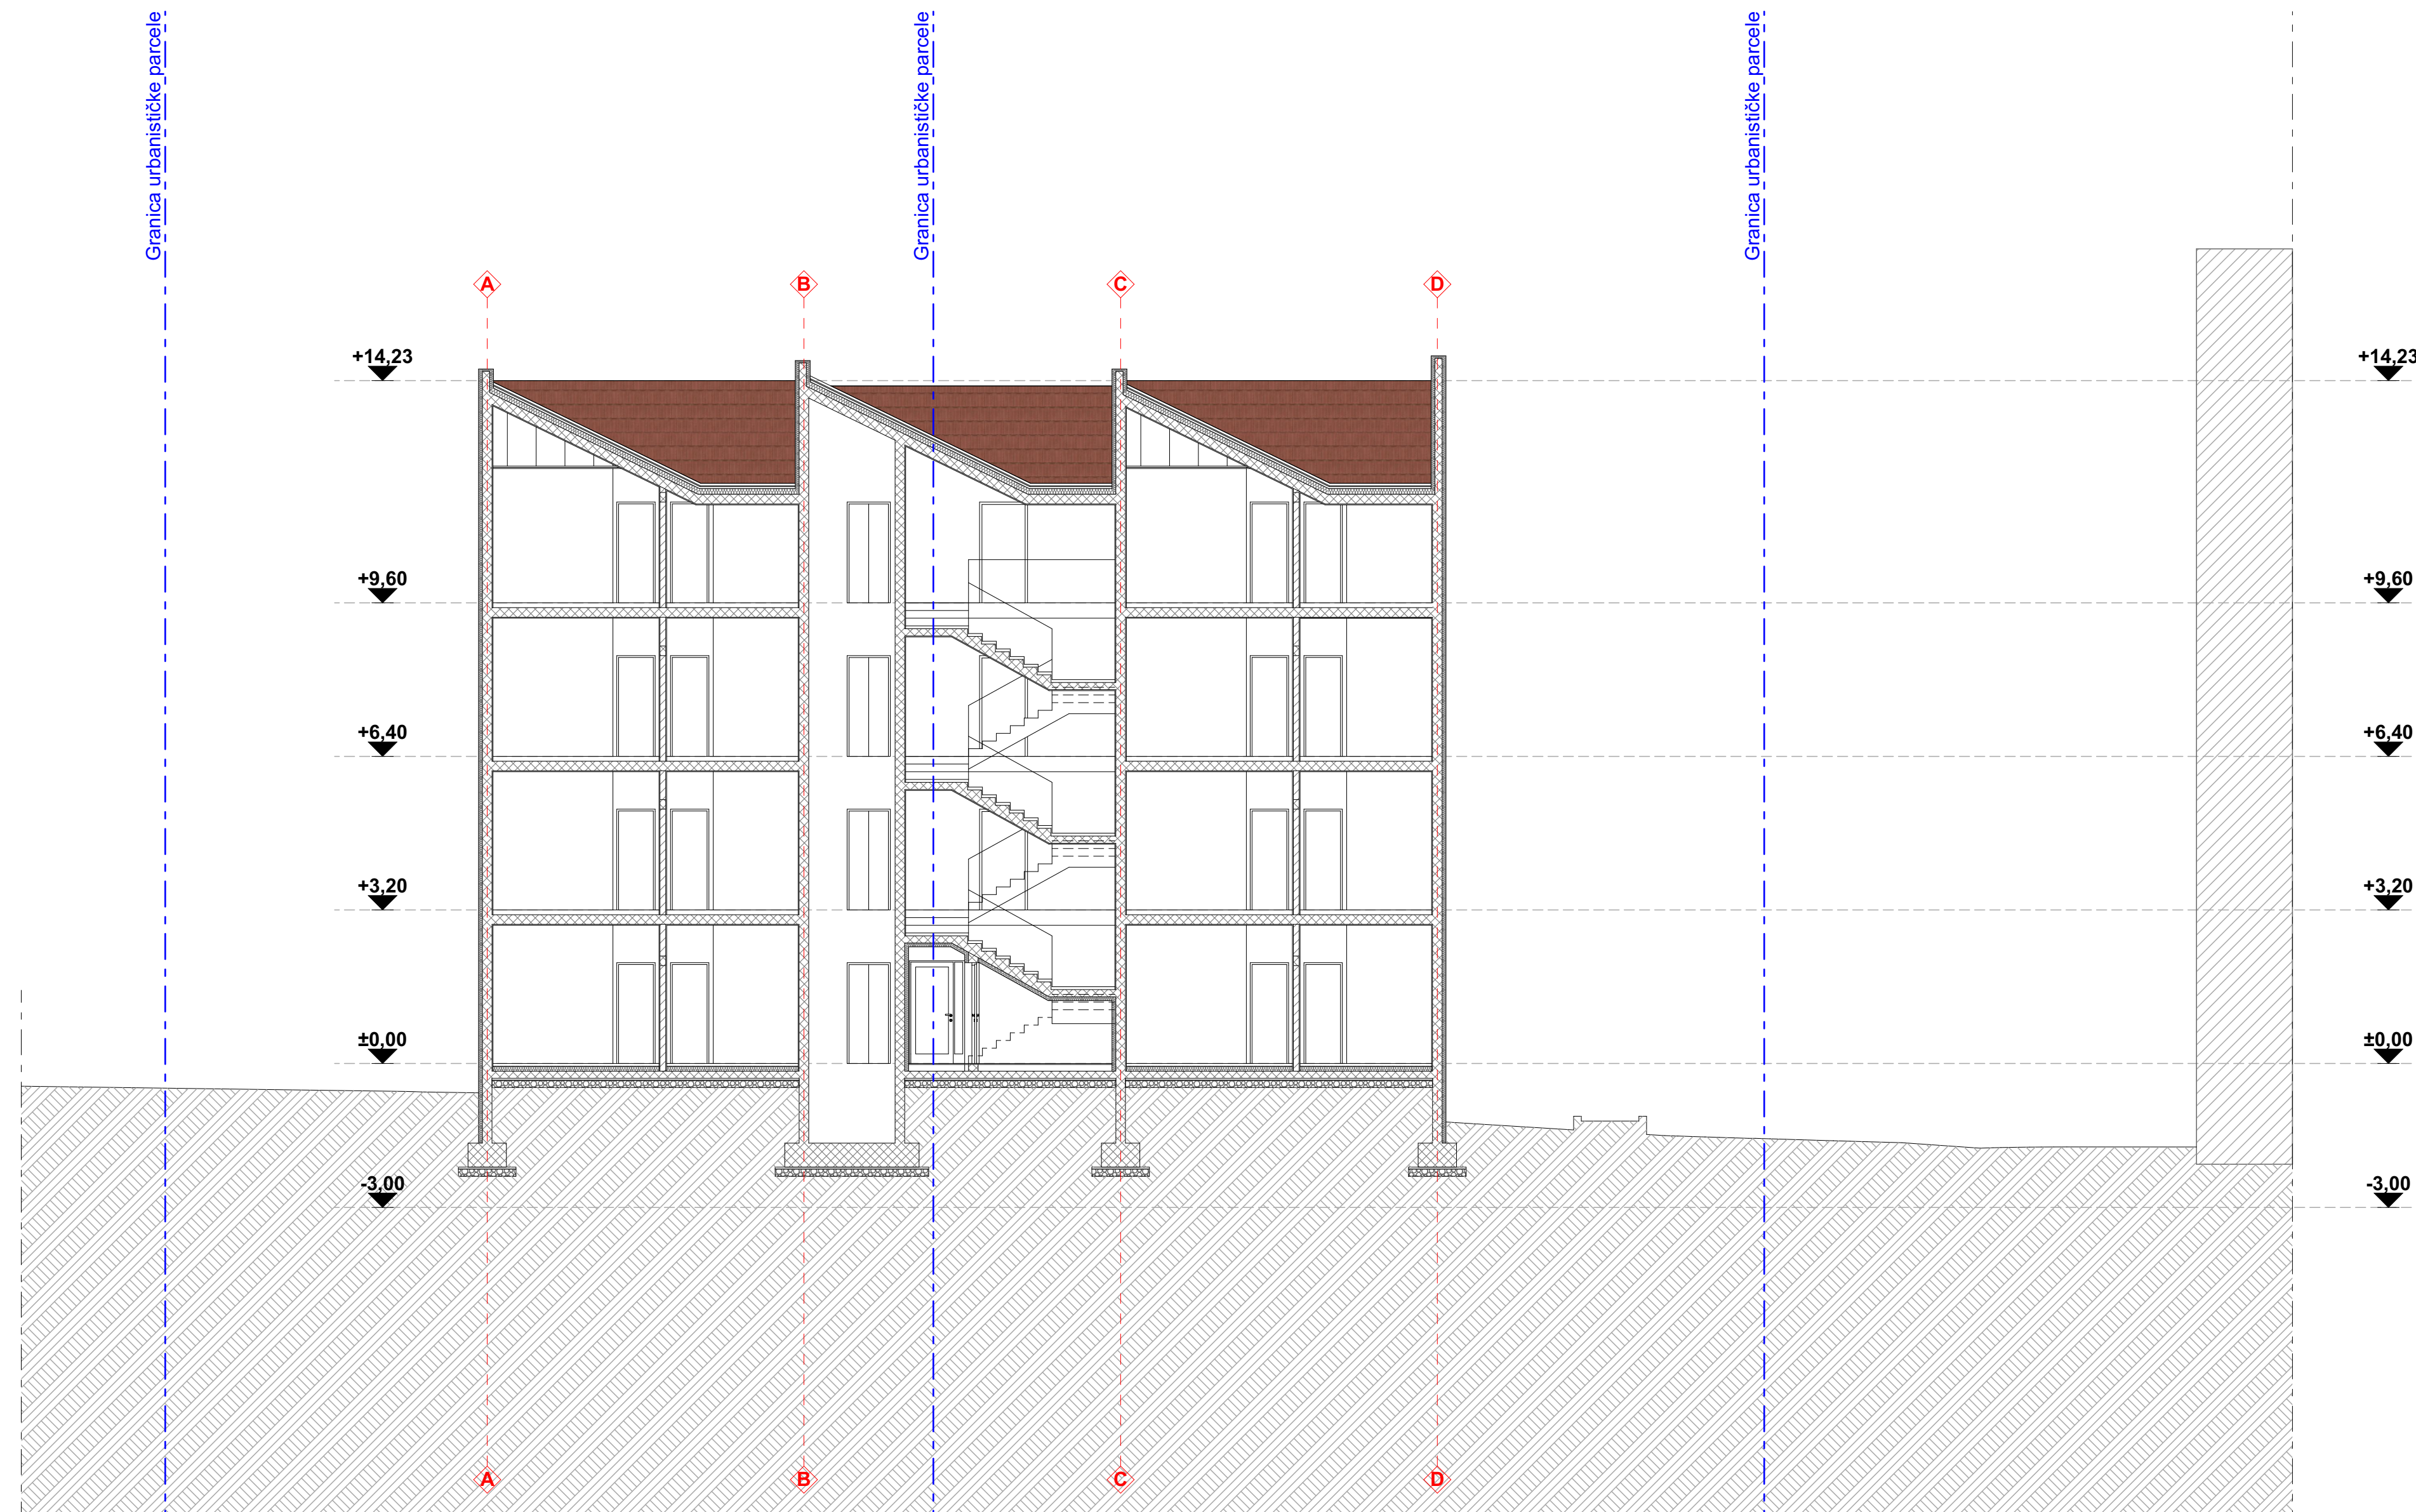 Granica urbanističke parcele
Granica urbanističke parcele
Granica urbanističke parcele
A
B
C
D
+14,23
+14,23
+9,60
+9,60
+6,40
+6,40
+3,20
+3,20
±0,00
±0,00
-3,00
-3,00
A
B
C
D